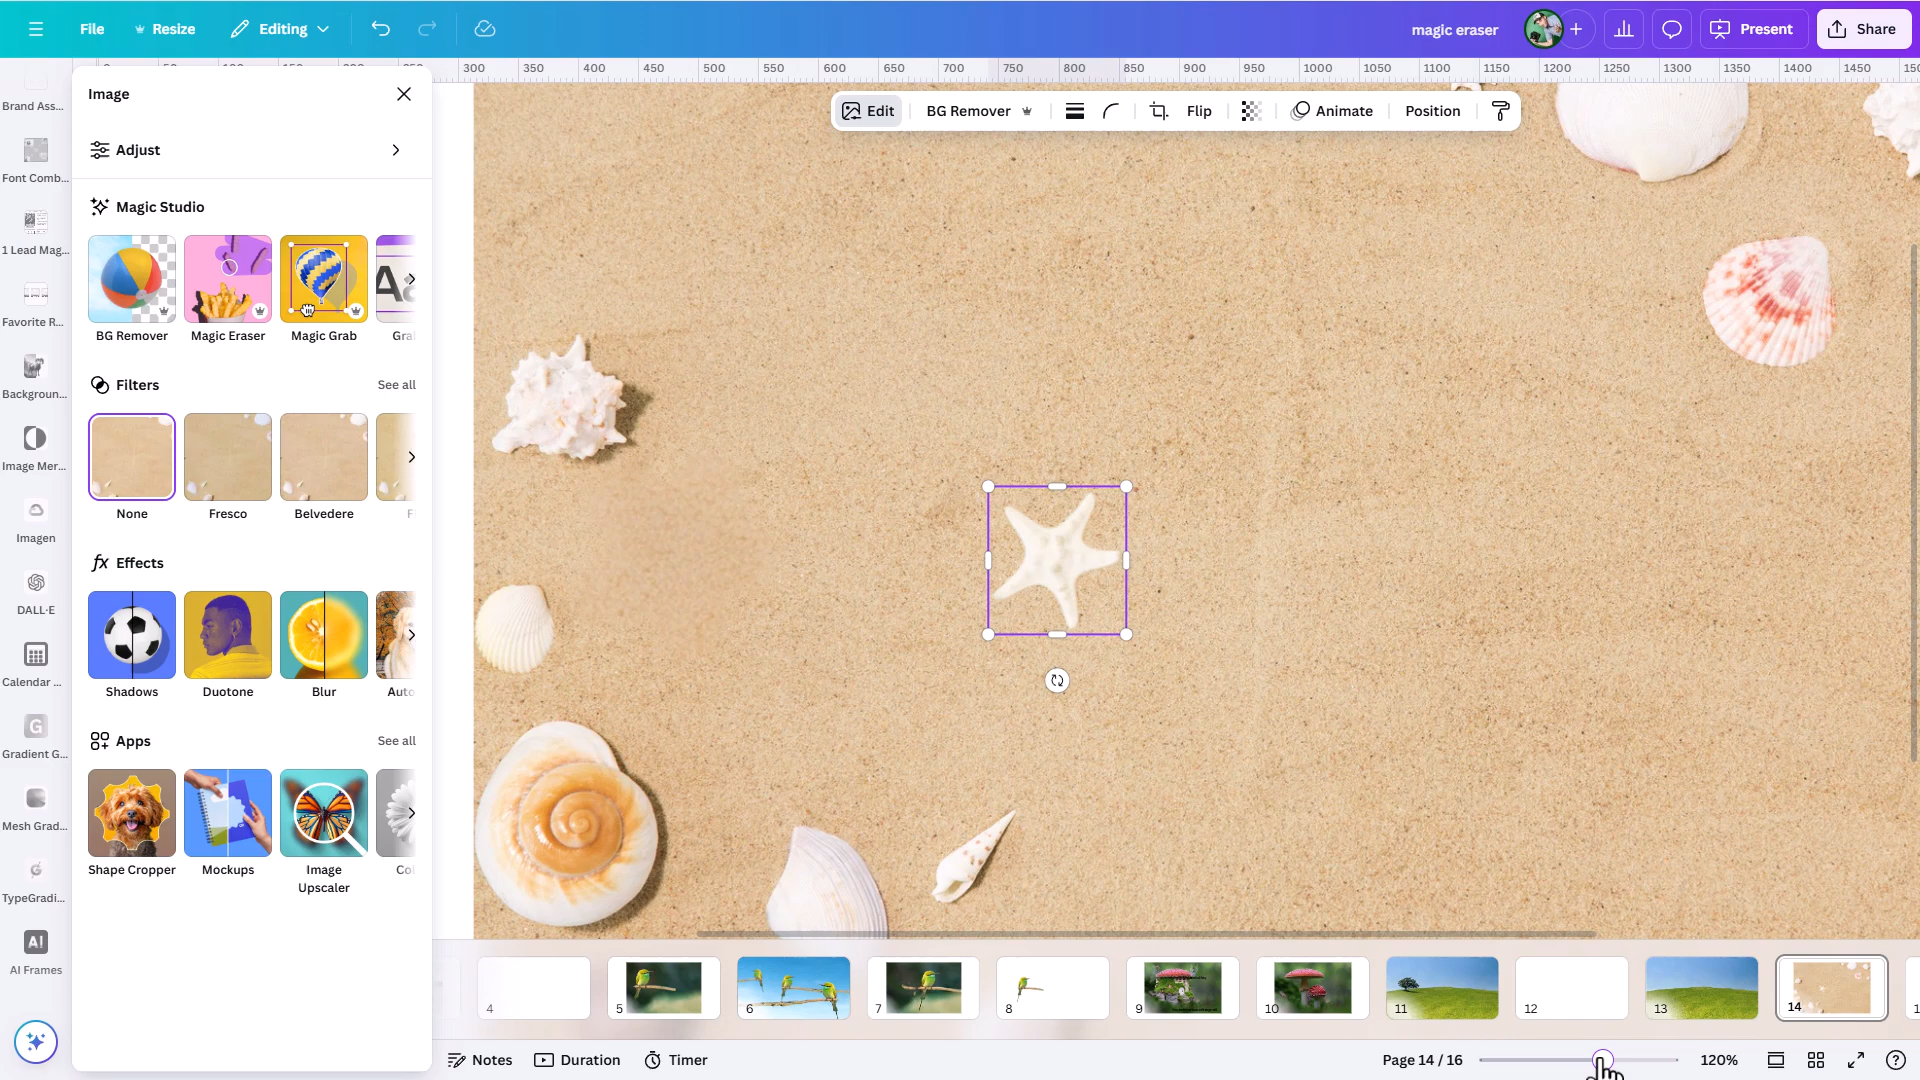 File
Resize
Editing
magic eraser
Present
Share
300 350 400 450 500 550 600 650 700 750 800 850 900 950 1000 1050 1100 1150 1200 1250 1300 1350 1400 1450
Image
Edit
BG Remover
Flip
Animate
Position
Brand Ass...
Font Comb...
1 Lead Mag...
Favorite R...
Backgroun...
Image Mer...
Imagen
DALL·E
Calendar ...
Gradient G...
Mesh Grad...
TypeGradi...
AI
AI Frames
Adjust
Magic Studio
BG Remover
Magic Eraser
Magic Grab
Gra
Filters
See all
None
Fresco
Belvedere
F
Effects
Shadows
Duotone
Blur
Auto
Apps
See all
Shape Cropper
Mockups
Image
Upscaler
Col
4
5
6
7
8
9
10
11
12
13
14
Notes
Duration
Timer
Page 14 / 16
120%